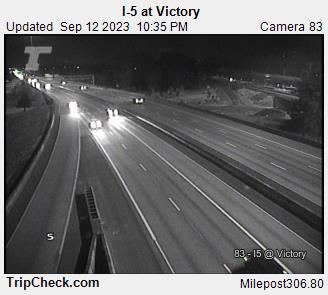 I-5 at Victory
Updated Sep 12 2023 10:35 PM Camera 83
T
S
83 - I5 @ Victory
TripCheck.com Milepost306.80